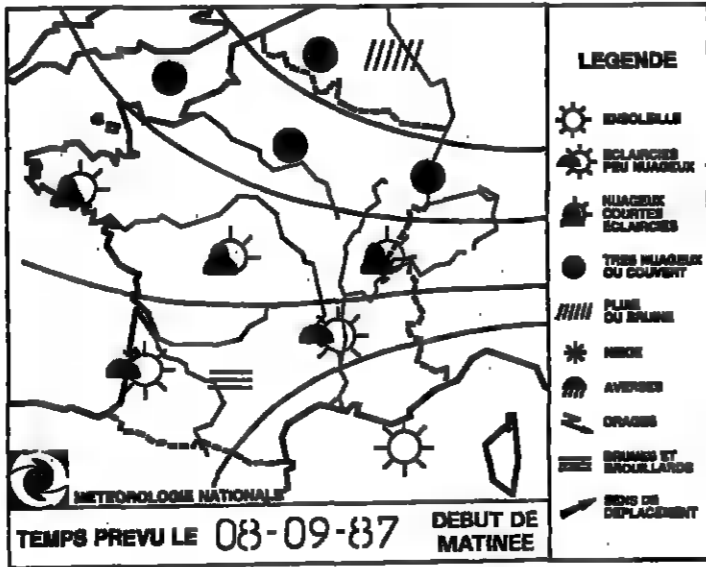 LEGENDE
ENSOLEILLE
ECLAIRCIES
PEU NUAGEUX
NUAGEUX
COURTES
ECLAIRCIES
TRES NUAGEUX
OU COUVERT
PLUIE
OU BRUINE
NEIGE
AVERSES
ORAGES
BRUMES ET
BROUILLARDS
SENS DE
DEPLACEMENT
METEOROLOGIE NATIONALE
TEMPS PREVU LE 08-09-87 DEBUT DE
MATINEE